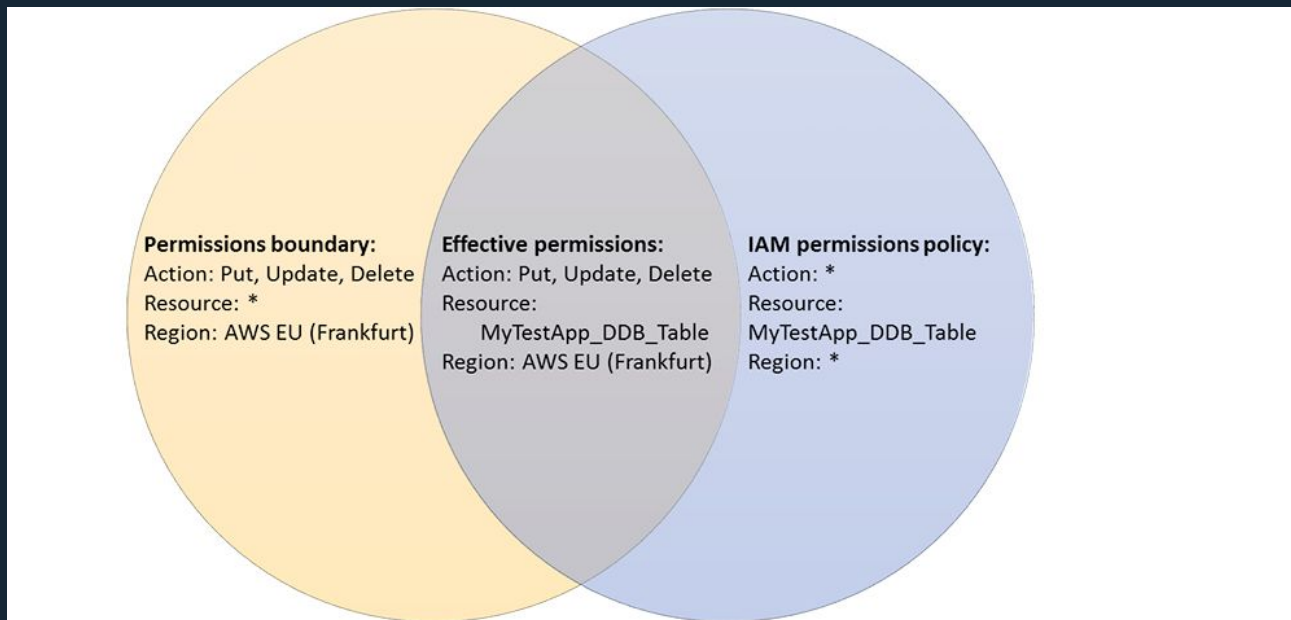 Permissions boundary:
Action: Put, Update, Delete
Resource: *
Region: AWS EU (Frankfurt)
Effective permissions:
Action: Put, Update, Delete
Resource:
MyTestApp_DDB_Table
Region: AWS EU (Frankfurt)
IAM permissions policy:
Action: *
Resource:
MyTestApp_DDB_Table
Region: *